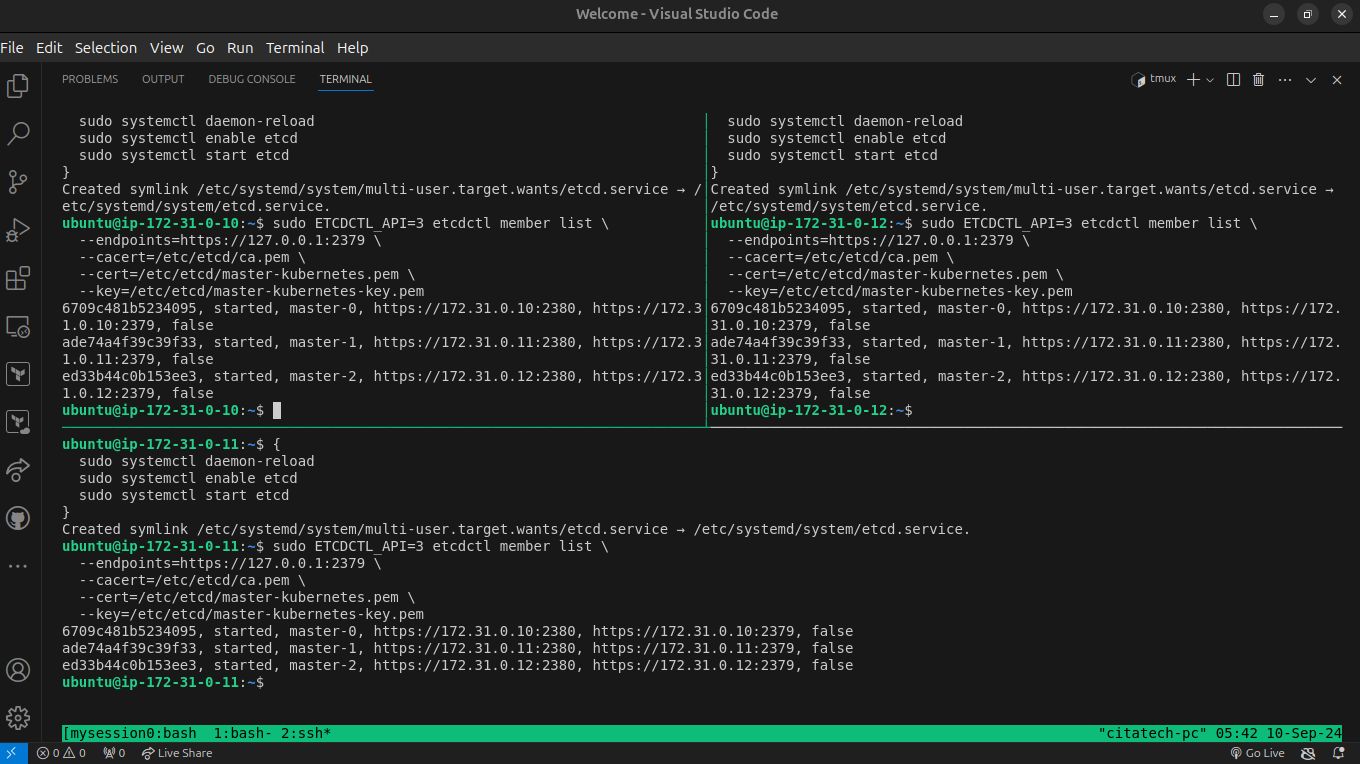 Welcome - Visual Studio Code
File Edit Selection View Go Run Terminal Help
PROBLEMS OUTPUT DEBUG CONSOLE TERMINAL
tmux
  sudo systemctl daemon-reload
  sudo systemctl enable etcd
  sudo systemctl start etcd
}
Created symlink /etc/systemd/system/multi-user.target.wants/etcd.service → /
etc/systemd/system/etcd.service.
ubuntu@ip-172-31-0-10:~$ sudo ETCDCTL_API=3 etcdctl member list \
  --endpoints=https://127.0.0.1:2379 \
  --cacert=/etc/etcd/ca.pem \
  --cert=/etc/etcd/master-kubernetes.pem \
  --key=/etc/etcd/master-kubernetes-key.pem
6709c481b5234095, started, master-0, https://172.31.0.10:2380, https://172.3
1.0.10:2379, false
ade74a4f39c39f33, started, master-1, https://172.31.0.11:2380, https://172.3
1.0.11:2379, false
ed33b44c0b153ee3, started, master-2, https://172.31.0.12:2380, https://172.3
1.0.12:2379, false
ubuntu@ip-172-31-0-10:~$
  sudo systemctl daemon-reload
  sudo systemctl enable etcd
  sudo systemctl start etcd
}
Created symlink /etc/systemd/system/multi-user.target.wants/etcd.service →
/etc/systemd/system/etcd.service.
ubuntu@ip-172-31-0-12:~$ sudo ETCDCTL_API=3 etcdctl member list \
  --endpoints=https://127.0.0.1:2379 \
  --cacert=/etc/etcd/ca.pem \
  --cert=/etc/etcd/master-kubernetes.pem \
  --key=/etc/etcd/master-kubernetes-key.pem
6709c481b5234095, started, master-0, https://172.31.0.10:2380, https://172.
31.0.10:2379, false
ade74a4f39c39f33, started, master-1, https://172.31.0.11:2380, https://172.
31.0.11:2379, false
ed33b44c0b153ee3, started, master-2, https://172.31.0.12:2380, https://172.
31.0.12:2379, false
ubuntu@ip-172-31-0-12:~$
ubuntu@ip-172-31-0-11:~$ {
  sudo systemctl daemon-reload
  sudo systemctl enable etcd
  sudo systemctl start etcd
}
Created symlink /etc/systemd/system/multi-user.target.wants/etcd.service → /etc/systemd/system/etcd.service.
ubuntu@ip-172-31-0-11:~$ sudo ETCDCTL_API=3 etcdctl member list \
  --endpoints=https://127.0.0.1:2379 \
  --cacert=/etc/etcd/ca.pem \
  --cert=/etc/etcd/master-kubernetes.pem \
  --key=/etc/etcd/master-kubernetes-key.pem
6709c481b5234095, started, master-0, https://172.31.0.10:2380, https://172.31.0.10:2379, false
ade74a4f39c39f33, started, master-1, https://172.31.0.11:2380, https://172.31.0.11:2379, false
ed33b44c0b153ee3, started, master-2, https://172.31.0.12:2380, https://172.31.0.12:2379, false
ubuntu@ip-172-31-0-11:~$
[mysession0:bash  1:bash- 2:ssh* "citatech-pc" 05:42 10-Sep-24
0 0 0 Live Share Go Live